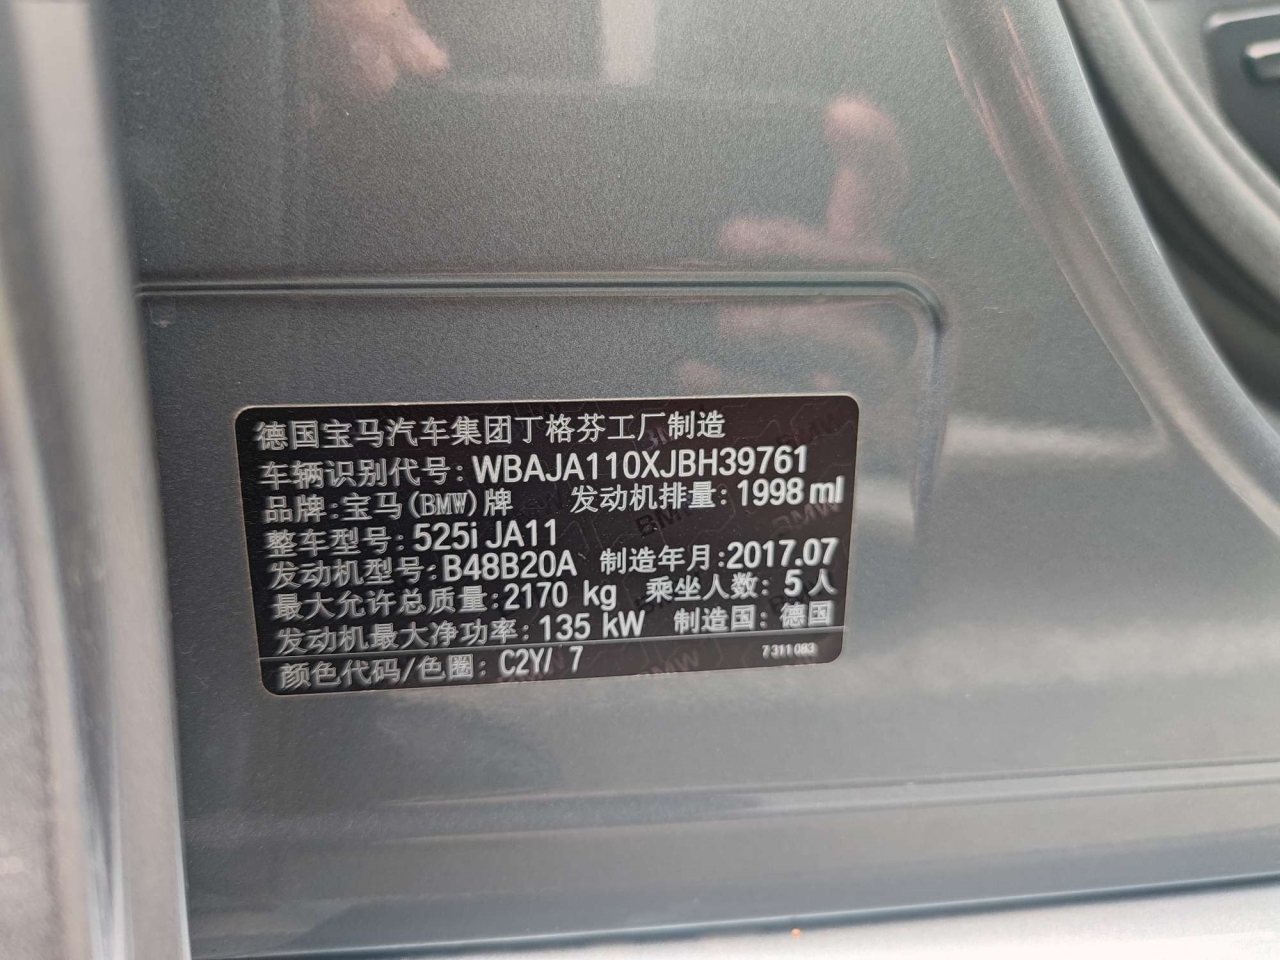 德国宝马汽车集团丁格芬工厂制造
车辆识别代号: WBAJA110XJBH39761
品牌:宝马(BMW)牌 发动机排量: 1998 ml
整车型号: 525i JA11
发动机型号: B48B20A 制造年月: 2017.07
最大允许总质量: 2170 kg 乘坐人数: 5 人
发动机最大净功率: 135 kW 制造国: 德国
颜色代码/色圈: C2Y/ 7 7 311 083